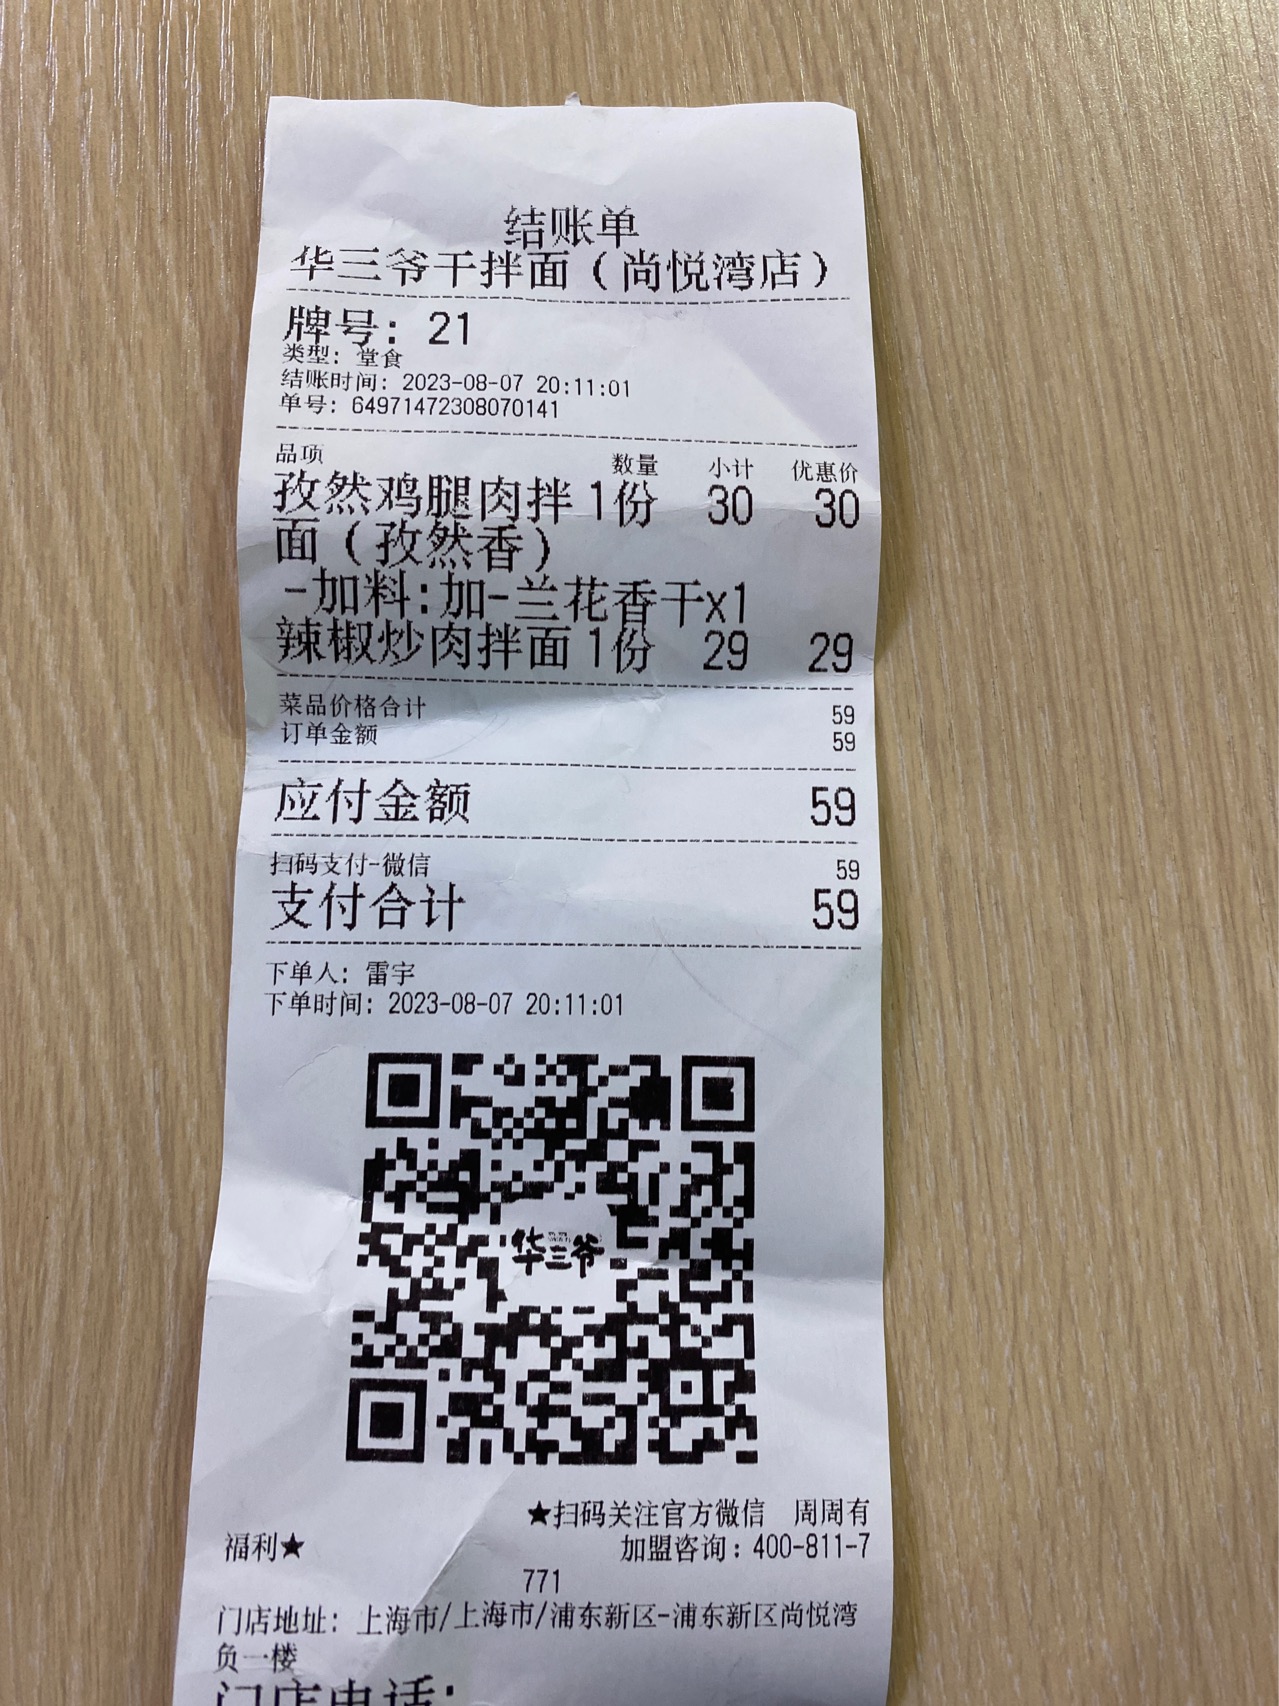 结账单
华三爷干拌面（尚悦湾店）
牌号：21
类型：堂食
结账时间：2023-08-07 20:11:01
单号：64971472308070141
品项 数量 小计 优惠价
孜然鸡腿肉拌 1份 30 30
面（孜然香）
-加料:加-兰花香干x1
辣椒炒肉拌面 1份 29 29
菜品价格合计 59
订单金额 59
应付金额 59
扫码支付-微信 59
支付合计 59
下单人：雷宇
下单时间：2023-08-07 20:11:01
华三爷
★扫码关注官方微信 周周有
福利★ 加盟咨询：400-811-7
771
门店地址：上海市/上海市/浦东新区-浦东新区尚悦湾
负一楼
门店电话：